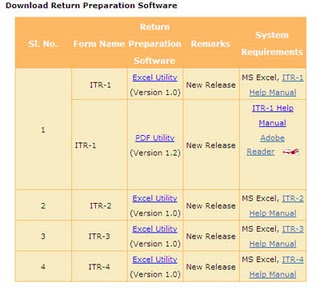 Download Return Preparation Software
Return
Sl. No. Form Name Preparation Remarks System
Software Requirements
1
ITR-1 Excel Utility New Release MS Excel, ITR-1
(Version 1.0) Help Manual
ITR-1 PDF Utility New Release ITR-1 Help
(Version 1.2) Manual
Adobe
Reader
2 ITR-2 Excel Utility New Release MS Excel, ITR-2
(Version 1.0) Help Manual
3 ITR-3 Excel Utility New Release MS Excel, ITR-3
(Version 1.0) Help Manual
4 ITR-4 Excel Utility New Release MS Excel, ITR-4
(Version 1.0) Help Manual